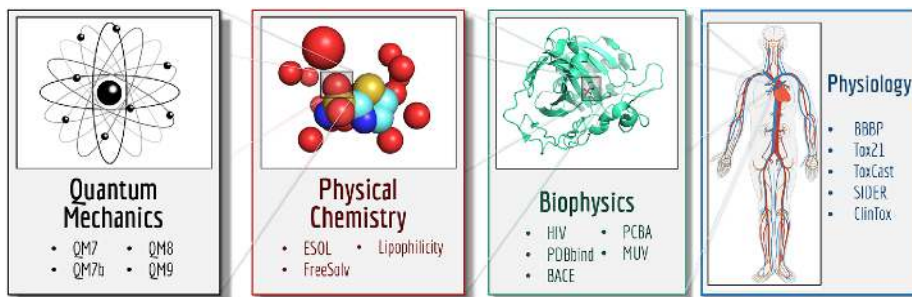 Quantum
Mechanics
• QM7 • QM8
• QM7b • QM9
Physical
Chemistry
• ESOL • Lipophilicity
• FreeSolv
Biophysics
• HIV • PCBA
• PDBbind • MUV
• BACE
Physiology
• BBBP
• Tox21
• ToxCast
• SIDER
• ClinTox